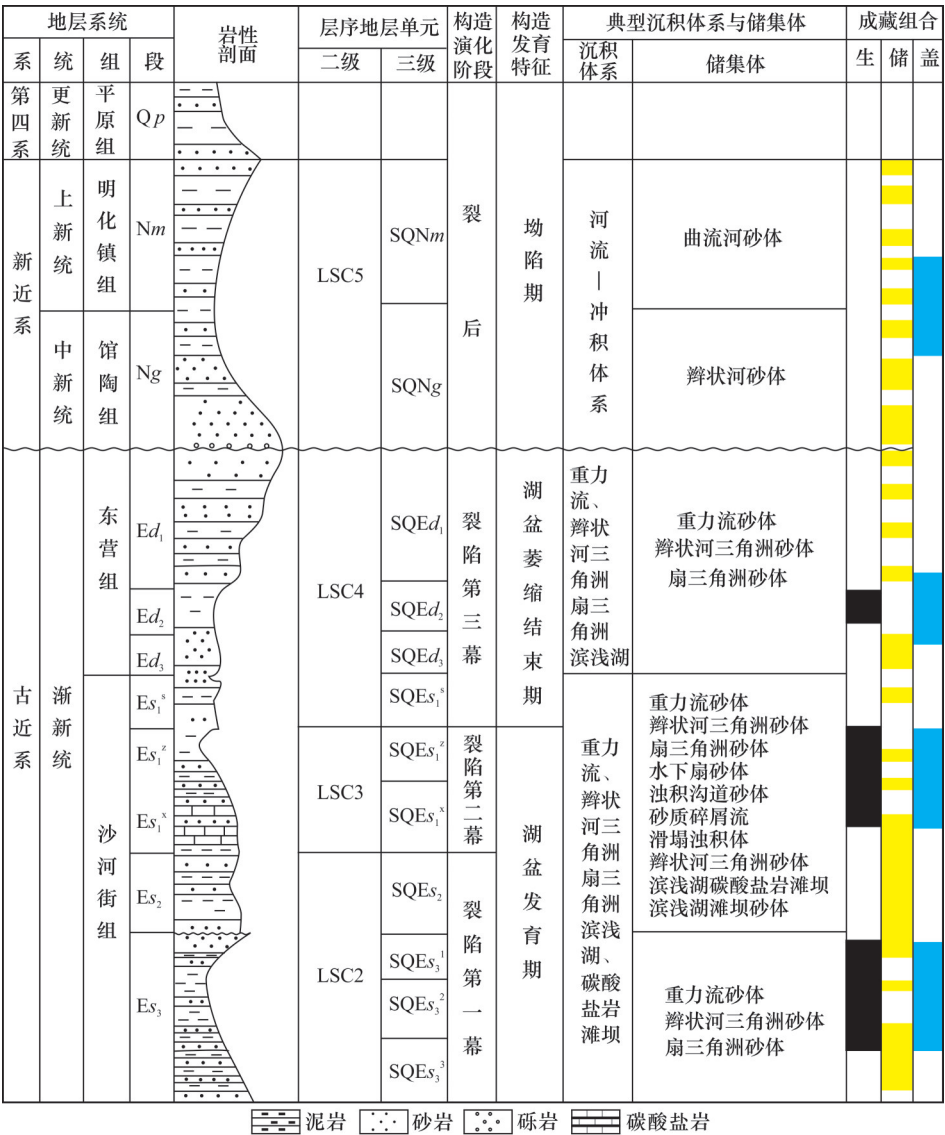 地层系统
岩性
剖面
层序地层单元
构造
演化
阶段
构造
发育
特征
典型沉积体系与储集体
成藏组合
系
统
组
段
二级
三级
沉积
体系
储集体
生
储
盖
第四系
更新统
平原组
Qp
新近系
上新统
明化镇组
Nm
中新统
馆陶组
Ng
LSC5
SQNm
SQNg
裂后
坳陷期
河流—冲积体系
曲流河砂体
辫状河砂体
古近系
渐新统
东营组
Ed₁
Ed₂
Ed₃
LSC4
SQEd₁
SQEd₂
SQEd₃
SQEs₁ˢ
裂陷第三幕
湖盆萎缩结束期
重力
流、
辫状
河三
角洲
扇三
角洲
滨浅湖
重力流砂体
辫状河三角洲砂体
扇三角洲砂体
沙河街组
Es₁ˢ
Es₁ᶻ
Es₁ˣ
Es₂
Es₃
LSC3
SQEs₁ᶻ
SQEs₁ˣ
裂陷第二幕
LSC2
SQEs₂
SQEs₃¹
SQEs₃²
SQEs₃³
裂陷第一幕
湖盆发育期
重力
流、
辫状
河三
角洲
扇三
角洲
滨浅
湖、
碳酸
盐岩
滩坝
重力流砂体
辫状河三角洲砂体
扇三角洲砂体
水下扇砂体
浊积沟道砂体
砂质碎屑流
滑塌浊积体
辫状河三角洲砂体
滨浅湖碳酸盐岩滩坝
滨浅湖滩坝砂体
重力流砂体
辫状河三角洲砂体
扇三角洲砂体
泥岩
砂岩
砾岩
碳酸盐岩